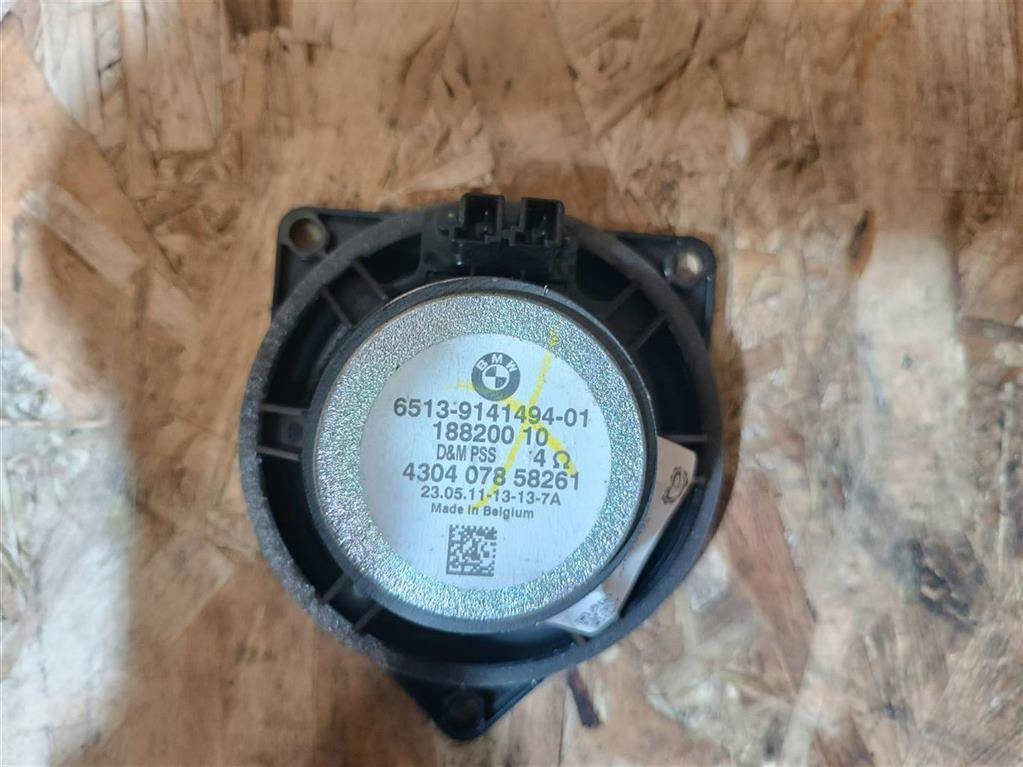 BMW
6513-9141494-01
188200 10
D&M PSS 4 Ω
4304 078 58261
23.05.11-13-13-7A
Made in Belgium